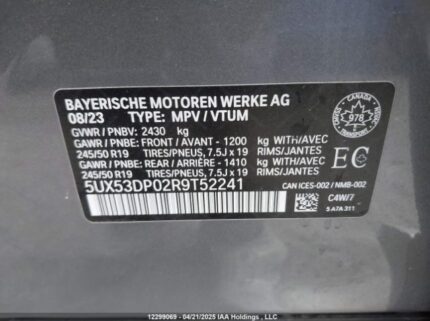 BAYERISCHE MOTOREN WERKE AG
08/23 TYPE: MPV / VTUM
GVWR / PNBV: 2430 kg
GAWR / PNBE: FRONT / AVANT - 1200 kg WITH/AVEC
245/50 R19 TIRES/PNEUS, 7.5J x 19 RIMS/JANTES
GAWR / PNBE: REAR / ARRIÈRE - 1410 kg WITH/AVEC
245/50 R19 TIRES/PNEUS, 7.5J x 19 RIMS/JANTES
5UX53DP02R9T52241
CANADA
978
EC
CAN ICES-002 / NMB-002
C4W/7
5 A7A 311
12299069 - 04/21/2025 IAA Holdings , LLC